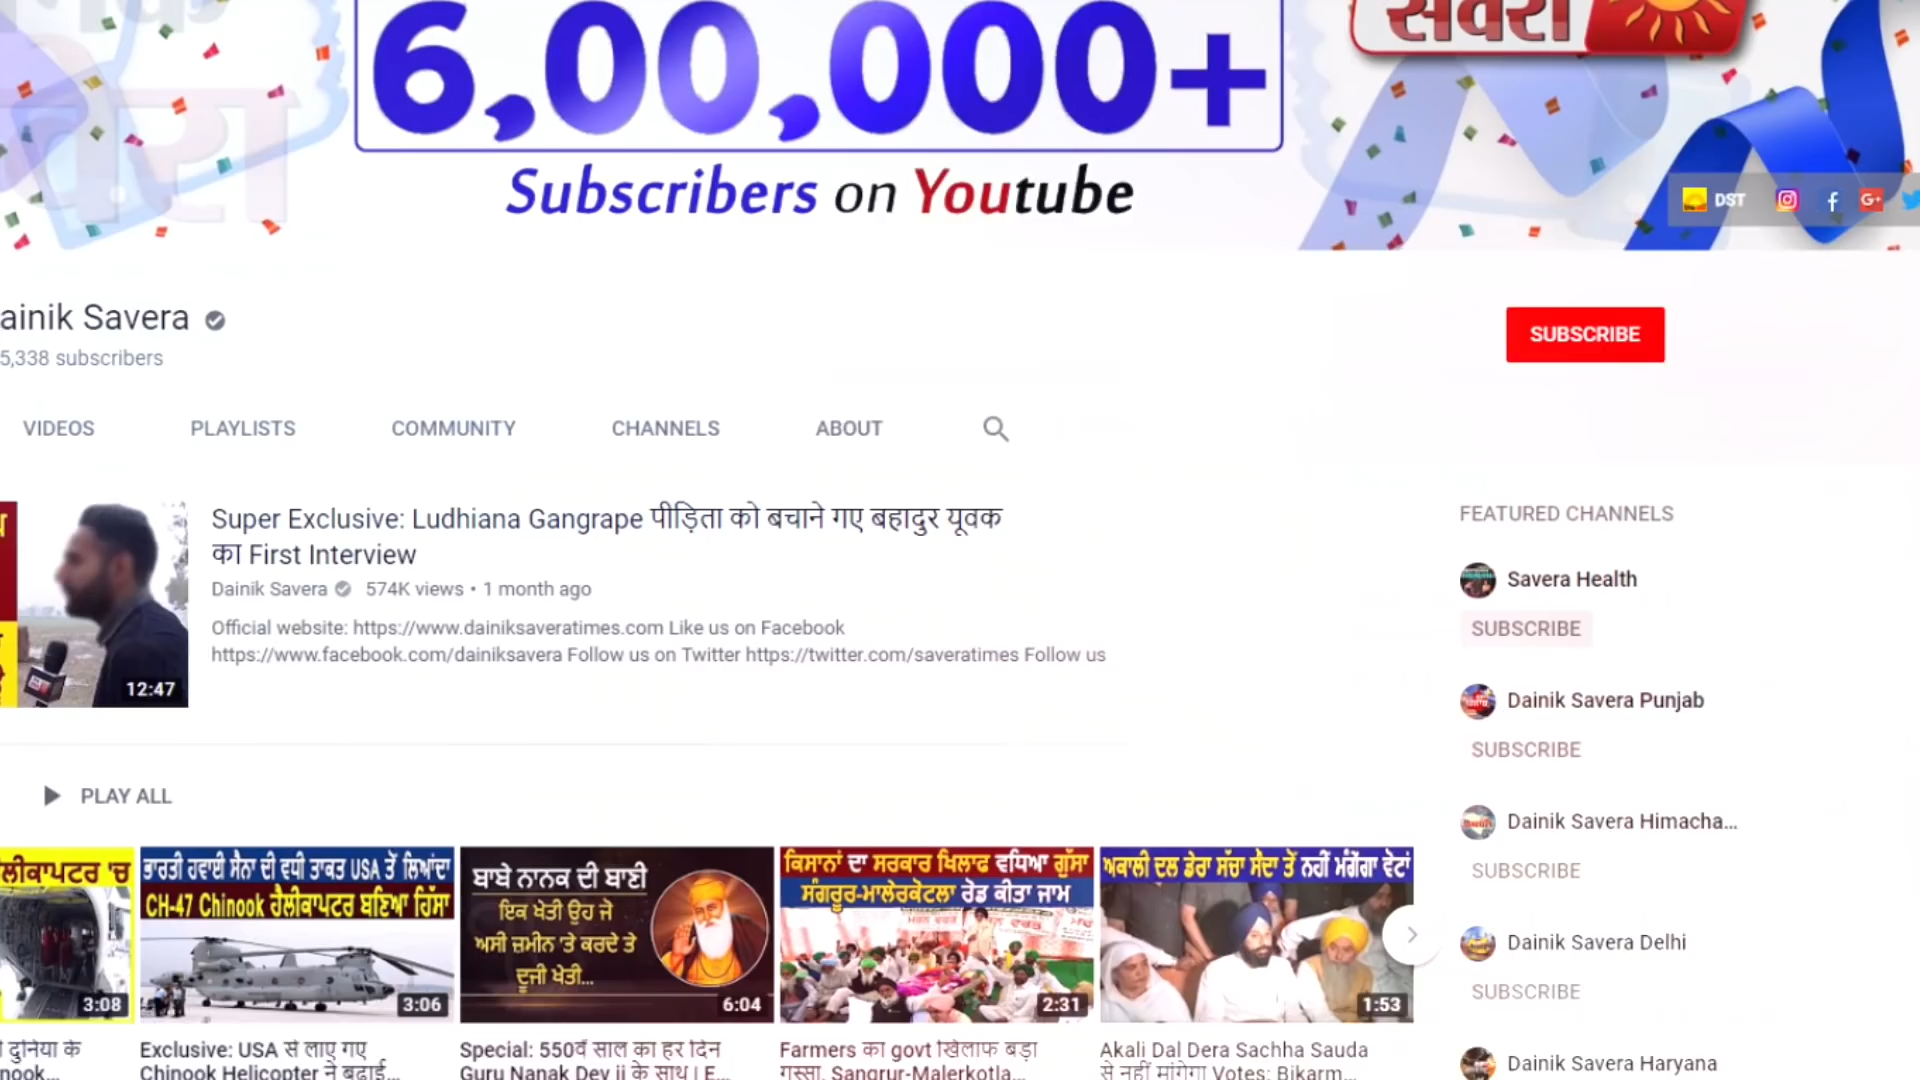 सवेरा
6,00,000+
Subscribers on Youtube
DST
ainik Savera
5,338 subscribers
SUBSCRIBE
VIDEOS PLAYLISTS COMMUNITY CHANNELS ABOUT
Super Exclusive: Ludhiana Gangrape पीड़िता को बचाने गए बहादुर यूवक
का First Interview
Dainik Savera 574K views • 1 month ago
Official website: https://www.dainiksaveratimes.com Like us on Facebook
https://www.facebook.com/dainiksavera Follow us on Twitter https://twitter.com/saveratimes Follow us
12:47
FEATURED CHANNELS
Savera Health
SUBSCRIBE
Dainik Savera Punjab
SUBSCRIBE
Dainik Savera Himacha...
SUBSCRIBE
Dainik Savera Delhi
SUBSCRIBE
Dainik Savera Haryana
PLAY ALL
ਲੀਕਾਪਟਰ 'ਚ
3:08
दुनिया के
nook...
ਭਾਰਤੀ ਹਵਾਈ ਸੈਨਾ ਦੀ ਵਧੀ ਤਾਕਤ USA ਤੋਂ ਲਿਆਂਦਾ
CH-47 Chinook ਹੈਲੀਕਾਪਟਰ ਬਣਿਆ ਹਿੱਸਾ
3:06
Exclusive: USA से लाए गए
Chinook Helicopter ने बढ़ाई...
ਬਾਬੇ ਨਾਨਕ ਦੀ ਬਾਣੀ
ਇਕ ਖੇਤੀ ਉਹ ਜੋ
ਅਸੀ ਜ਼ਮੀਨ 'ਤੇ ਕਰਦੇ ਤੇ
ਦੂਜੀ ਖੇਤੀ...
6:04
Special: 550वें साल का हर दिन
Guru Nanak Dev ji के साथ | E...
ਕਿਸਾਨਾਂ ਦਾ ਸਰਕਾਰ ਖਿਲਾਫ ਵਧਿਆ ਗੁੱਸਾ
ਸੰਗਰੂਰ-ਮਾਲੇਰਕੋਟਲਾ ਰੋਡ ਕੀਤਾ ਜਾਮ
2:31
Farmers का govt खिलाफ बड़ा
गुस्सा, Sangrur-Malerkotla...
ਅਕਾਲੀ ਦਲ ਡੇਰਾ ਸੱਚਾ ਸੌਦਾ ਤੋਂ ਨਹੀਂ ਮੰਗੇਗਾ ਵੋਟਾਂ
1:53
Akali Dal Dera Sachha Sauda
से नहीं मांगेगा Votes: Bikarm...